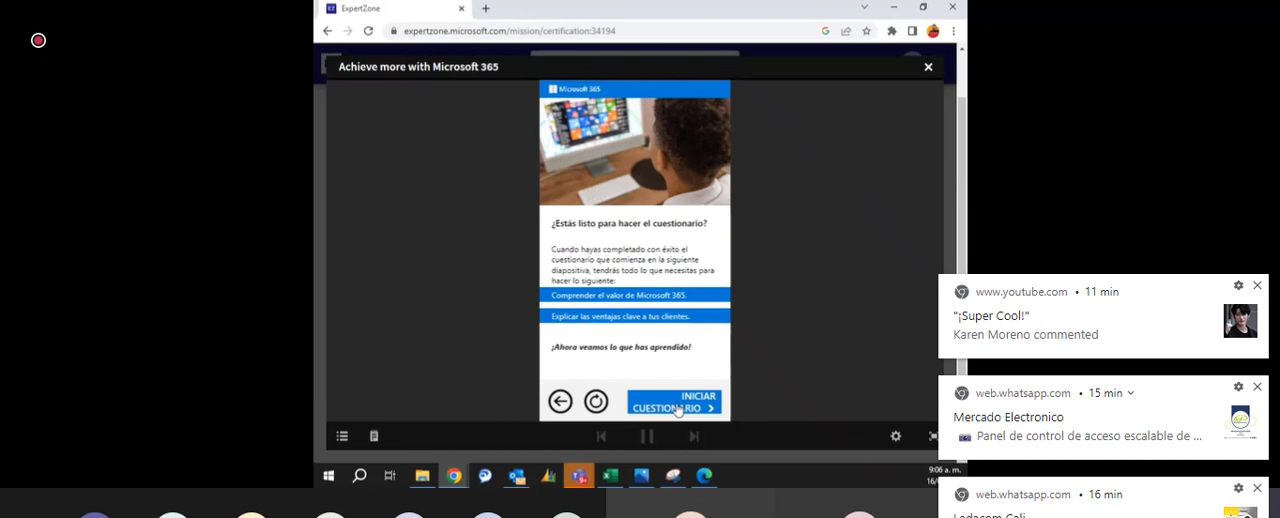 ExpertZone
expertzone.microsoft.com/mission/certification:34194
Achieve more with Microsoft 365
Microsoft 365
¿Estás listo para hacer el cuestionario?
Cuando hayas completado con éxito el
cuestionario que comienza en la siguiente
diapositiva, tendrás todo lo que necesitas para
hacer lo siguiente:
Comprender el valor de Microsoft 365.
Explicar las ventajas clave a tus clientes.
¡Ahora veamos lo que has aprendido!
INICIAR
CUESTIONARIO
9:06 a. m.
16/
www.youtube.com • 11 min
"¡Super Cool!"
Karen Moreno commented
web.whatsapp.com • 15 min
Mercado Electronico
Panel de control de acceso escalable de ...
web.whatsapp.com • 16 min